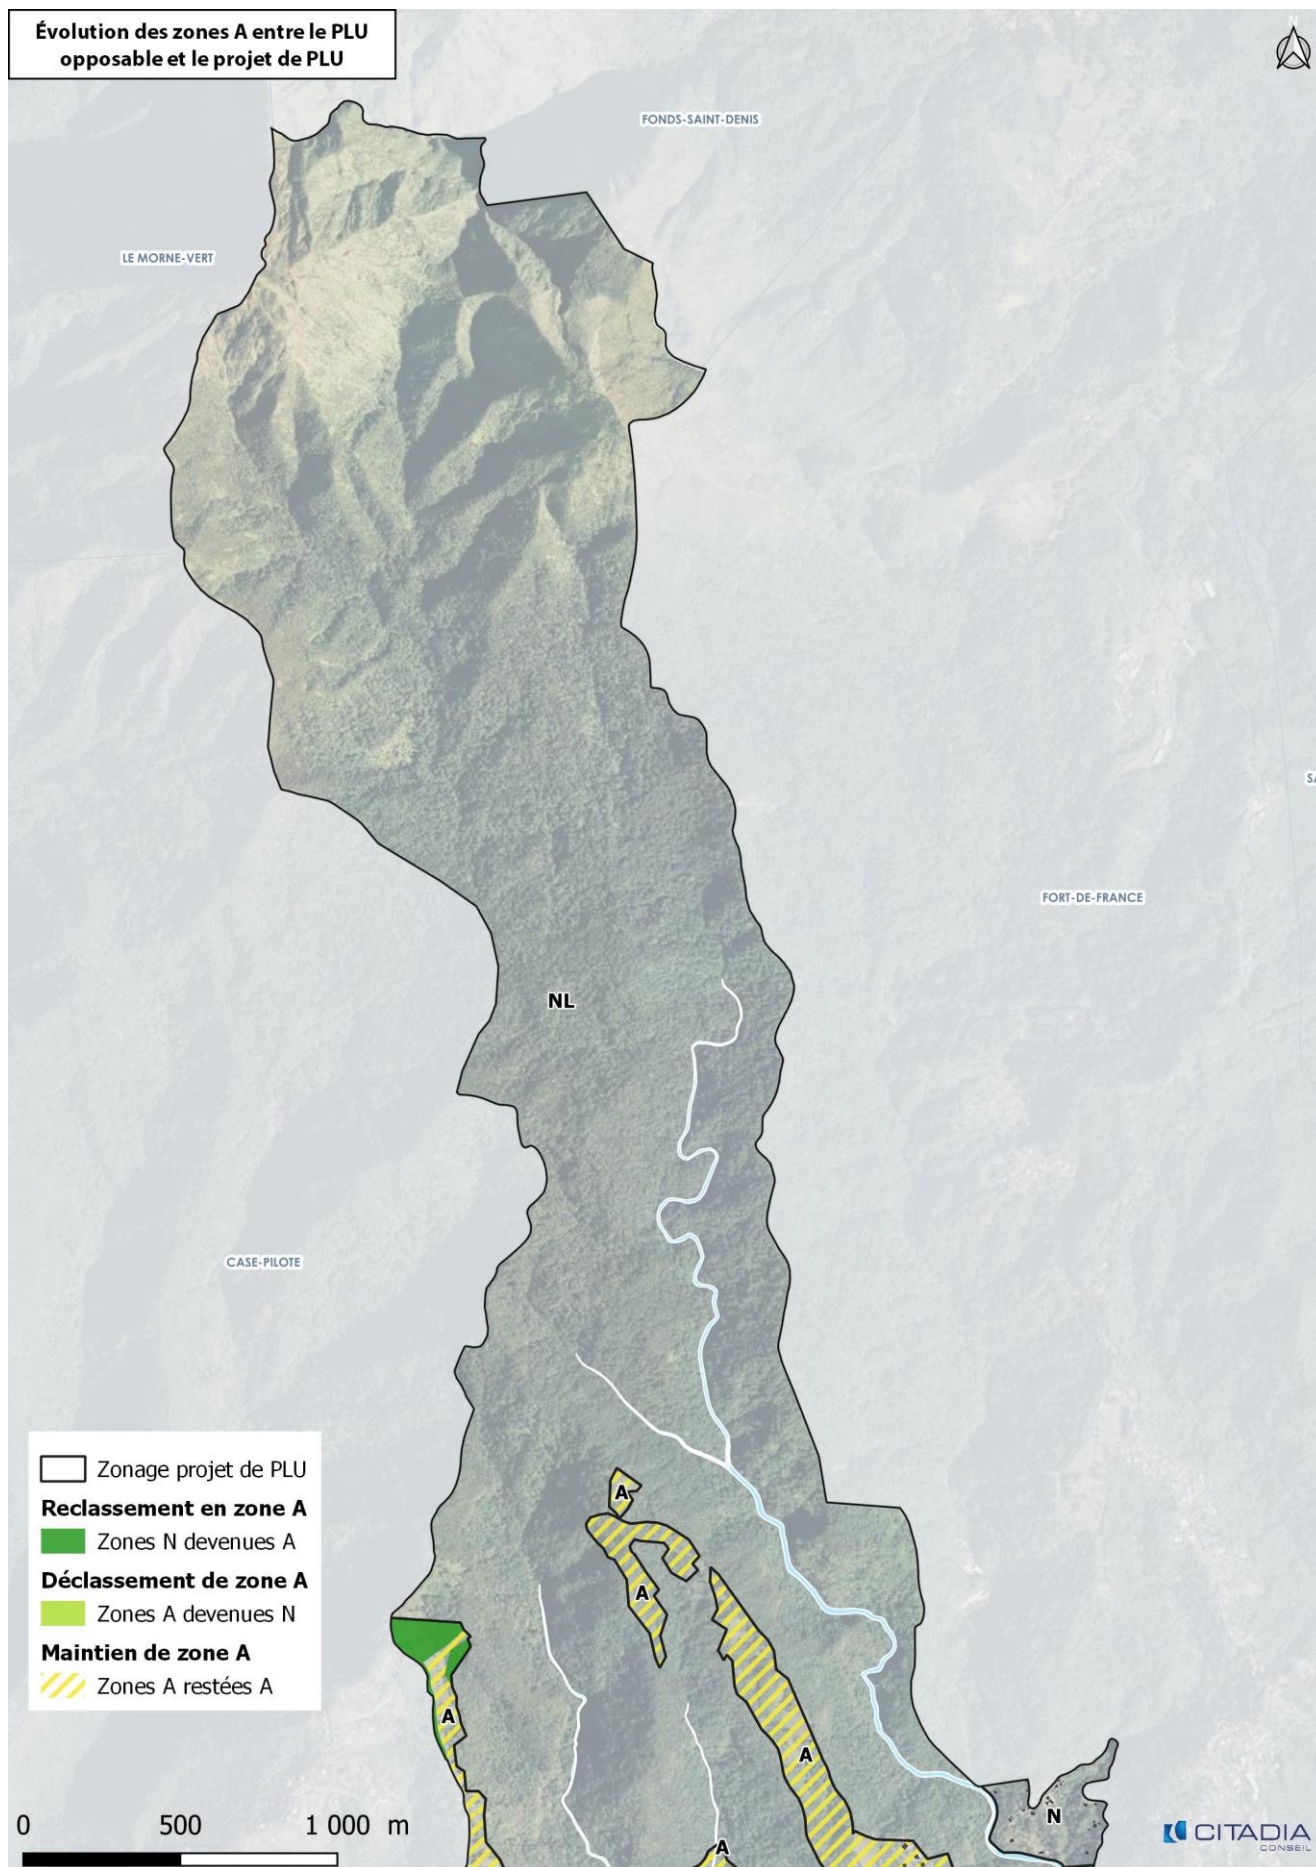 Évolution des zones A entre le PLU
opposable et le projet de PLU
N
FONDS-SAINT-DENIS
LE MORNE-VERT
SA
FORT-DE-FRANCE
NL
CASE-PILOTE
A
A
A
A
N
A
Zonage projet de PLU
Reclassement en zone A
Zones N devenues A
Déclassement de zone A
Zones A devenues N
Maintien de zone A
Zones A restées A
0 500 1 000 m
CITADIA
CONSEIL